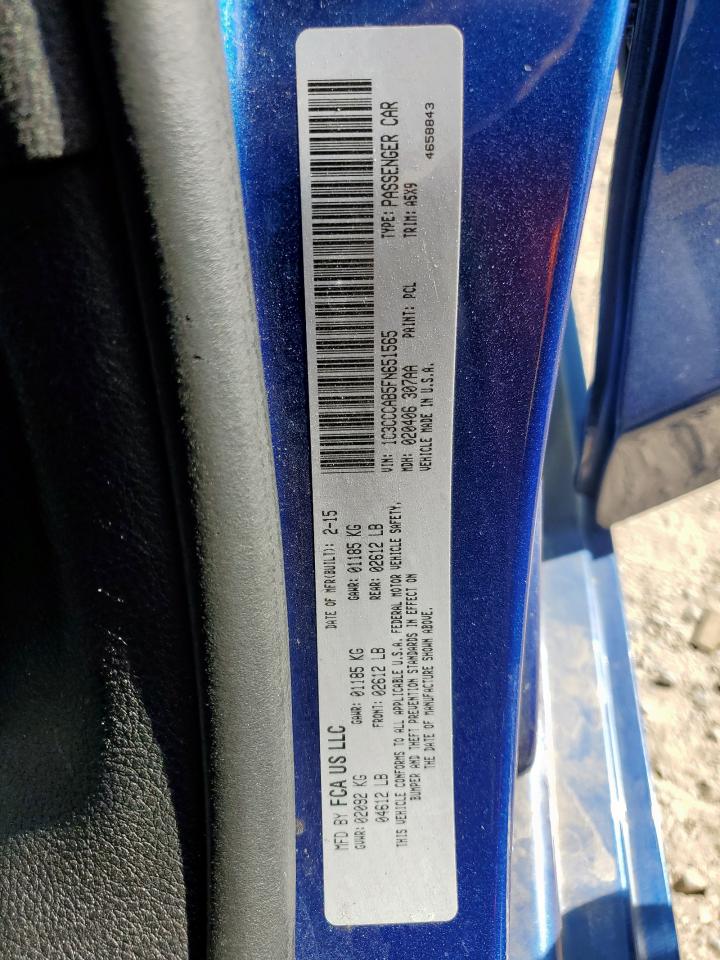 MFD BY FCA US LLC
DATE OF MFR(BUILT): 2-15
GVWR: 02092 KG
GAWR: 01185 KG
GAWR: 01185 KG
04612 LB
FRONT: 02612 LB
REAR: 02612 LB
THIS VEHICLE CONFORMS TO ALL APPLICABLE U.S.A. FEDERAL MOTOR VEHICLE SAFETY,
BUMPER AND THEFT PREVENTION STANDARDS IN EFFECT ON
THE DATE OF MANUFACTURE SHOWN ABOVE.
VIN: 1C3CCCAB5FN651565
TYPE: PASSENGER CAR
MDH: 020406 307AA
PAINT: PCL
TRIM: A5X9
VEHICLE MADE IN U.S.A.
4658843